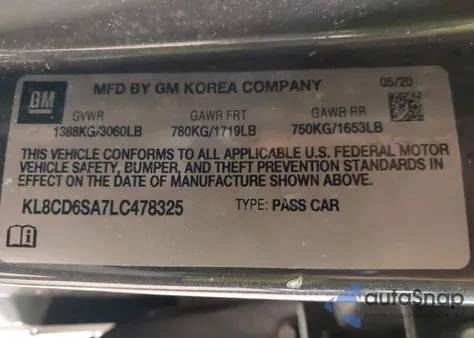 GM
MFD BY GM KOREA COMPANY 05/20
GVWR GAWR FRT GAWR RR
1388KG/3060LB 780KG/1719LB 750KG/1653LB
THIS VEHICLE CONFORMS TO ALL APPLICABLE U.S. FEDERAL MOTOR
VEHICLE SAFETY, BUMPER, AND THEFT PREVENTION STANDARDS IN
EFFECT ON THE DATE OF MANUFACTURE SHOWN ABOVE.
KL8CD6SA7LC478325 TYPE: PASS CAR
autoSnap